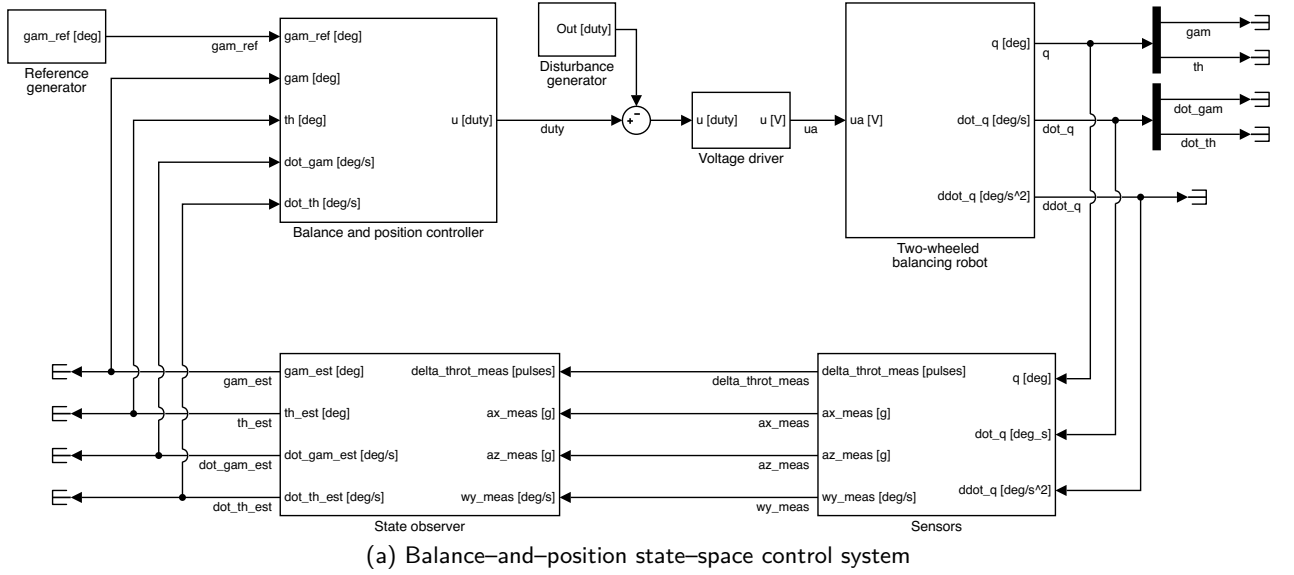 gam_ref [deg]
Reference
generator
gam_ref
gam_ref [deg]
gam [deg]
th [deg]
dot_gam [deg/s]
dot_th [deg/s]
u [duty]
Balance and position controller
duty
Out [duty]
Disturbance
generator
+
−
u [duty]
u [V]
Voltage driver
ua
ua [V]
q [deg]
dot_q [deg/s]
ddot_q [deg/s^2]
Two-wheeled
balancing robot
q
dot_q
ddot_q
gam
th
dot_gam
dot_th
gam_est
th_est
dot_gam_est
dot_th_est
gam_est [deg]
th_est [deg]
dot_gam_est [deg/s]
dot_th_est [deg/s]
delta_throt_meas [pulses]
ax_meas [g]
az_meas [g]
wy_meas [deg/s]
State observer
delta_throt_meas
ax_meas
az_meas
wy_meas
delta_throt_meas [pulses]
ax_meas [g]
az_meas [g]
wy_meas [deg/s]
q [deg]
dot_q [deg_s]
ddot_q [deg/s^2]
Sensors
(a) Balance–and–position state–space control system